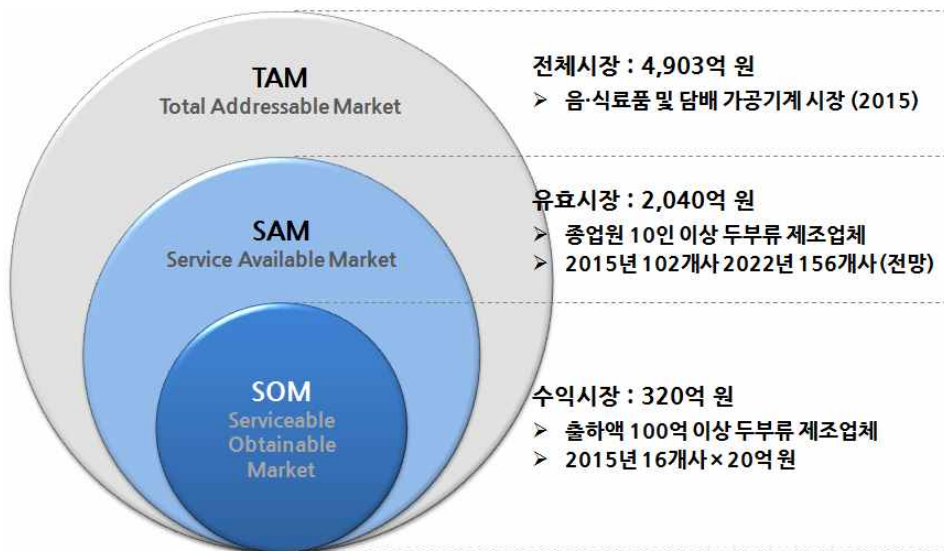 TAM
Total Addressable Market
전체시장 : 4,903억 원
➢ 음·식료품 및 담배 가공기계 시장 (2015)
SAM
Service Available Market
유효시장 : 2,040억 원
➢ 종업원 10인 이상 두부류 제조업체
➢ 2015년 102개사 2022년 156개사(전망)
SOM
Serviceable
Obtainable
Market
수익시장 : 320억 원
➢ 출하액 100억 이상 두부류 제조업체
➢ 2015년 16개사×20억 원